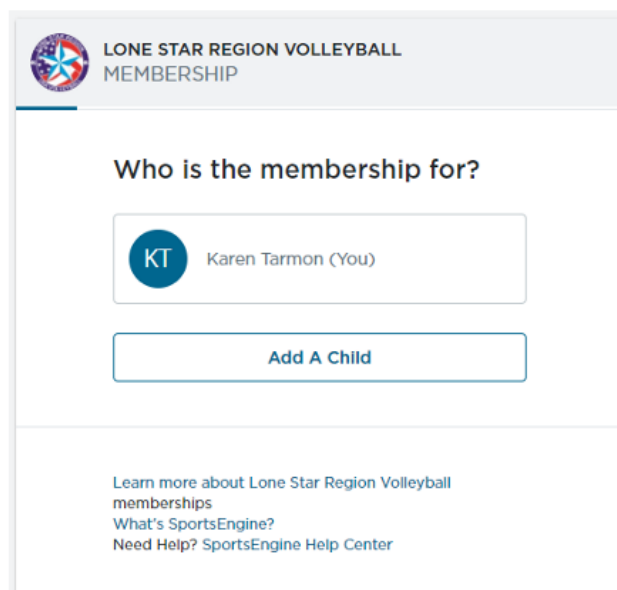 LONE STAR REGION VOLLEYBALL
MEMBERSHIP
Who is the membership for?
KT
Karen Tarmon (You)
Add A Child
Learn more about Lone Star Region Volleyball
memberships
What's SportsEngine?
Need Help? SportsEngine Help Center